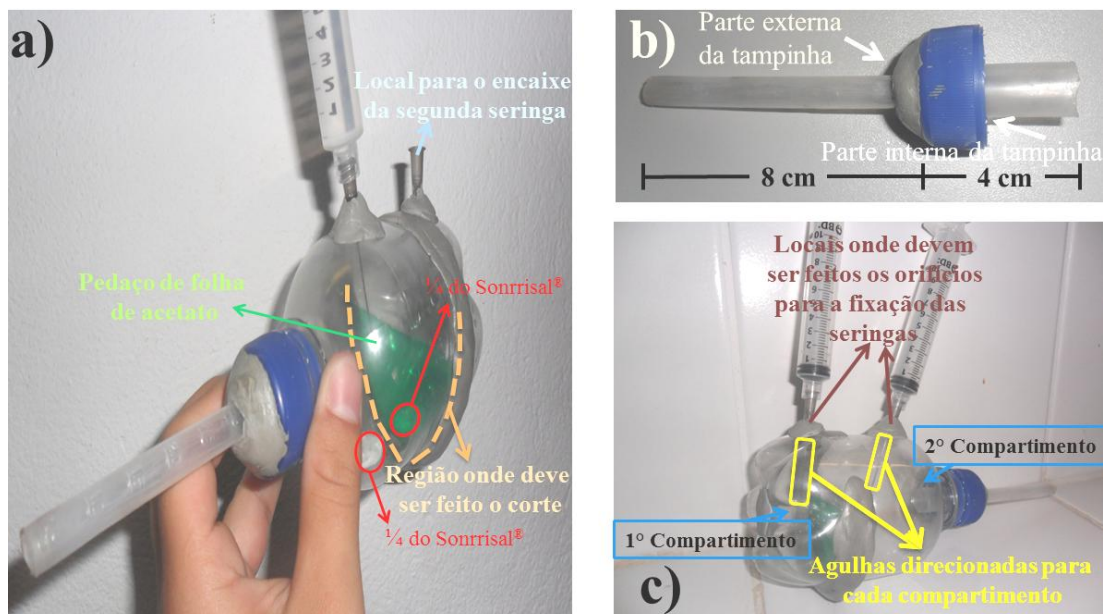 a)
Local para o encaixe
da segunda seringa
Pedaço de folha
de acetato
¼ do Sonrrisal®
Região onde deve
ser feito o corte
¼ do Sonrrisal®
b)
Parte externa
da tampinha
Parte interna da tampinha
8 cm
4 cm
Locais onde devem
ser feitos os orifícios
para a fixação das
seringas
2° Compartimento
1° Compartimento
Agulhas direcionadas para
cada compartimento
c)